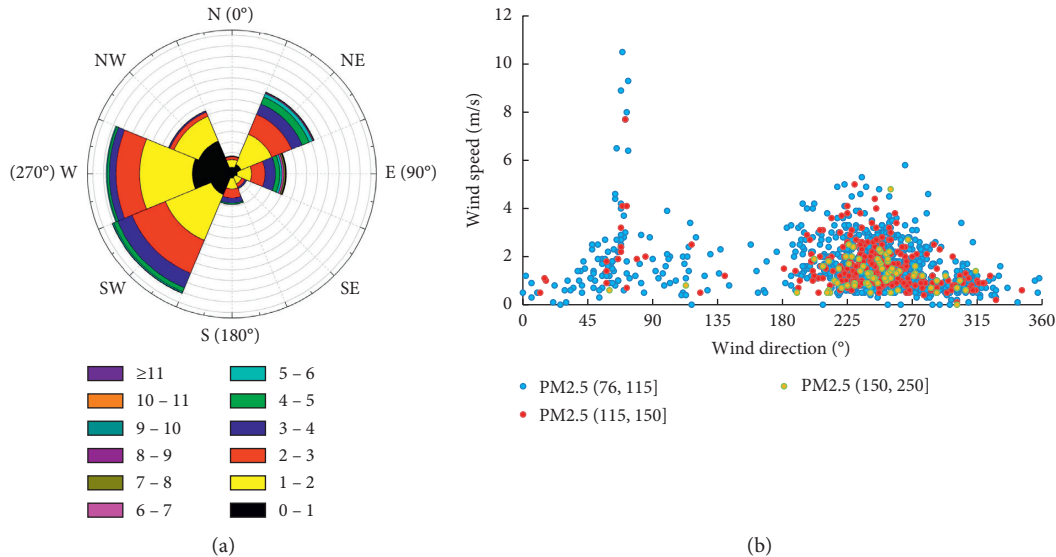 N (0°)
NW
NE
(270°) W
E (90°)
SW
SE
S (180°)
≥11
10 – 11
9 – 10
8 – 9
7 – 8
6 – 7
5 – 6
4 – 5
3 – 4
2 – 3
1 – 2
0 – 1
(a)
Wind speed (m/s)
12
10
8
6
4
2
0
0 45 90 135 180 225 270 315 360
Wind direction (°)
PM2.5 (76, 115]
PM2.5 (115, 150]
PM2.5 (150, 250]
(b)